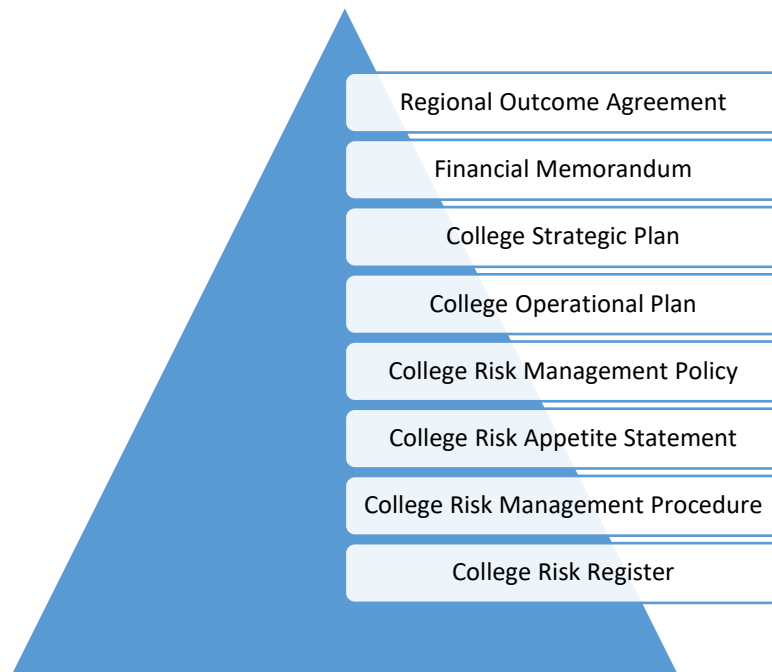 Regional Outcome Agreement
Financial Memorandum
College Strategic Plan
College Operational Plan
College Risk Management Policy
College Risk Appetite Statement
College Risk Management Procedure
College Risk Register